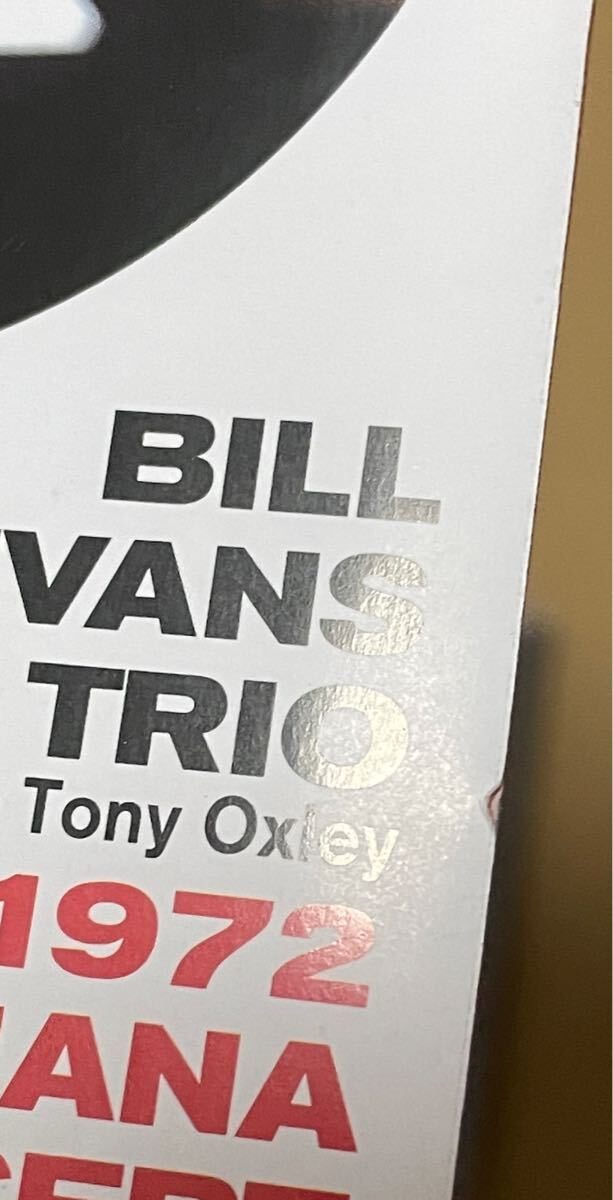 BILL
VANS
TRIO
Tony Oxley
1972
ANA